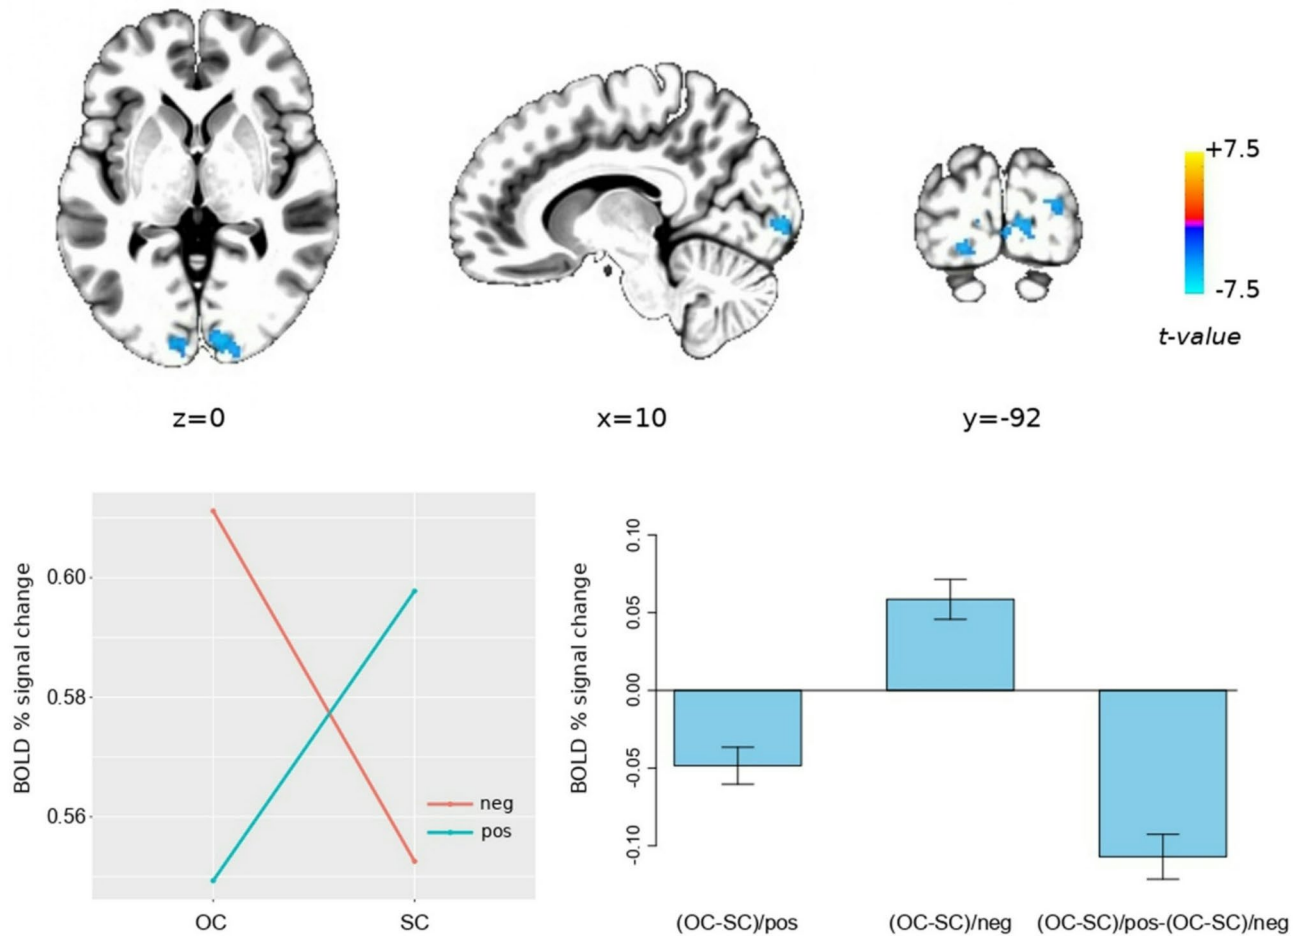 +7.5
-7.5
t-value
z=0
x=10
y=-92
BOLD % signal change
0.60
0.58
0.56
neg
pos
OC
SC
BOLD % signal change
0.10
0.05
0.00
-0.05
-0.10
(OC-SC)/pos
(OC-SC)/neg
(OC-SC)/pos-(OC-SC)/neg